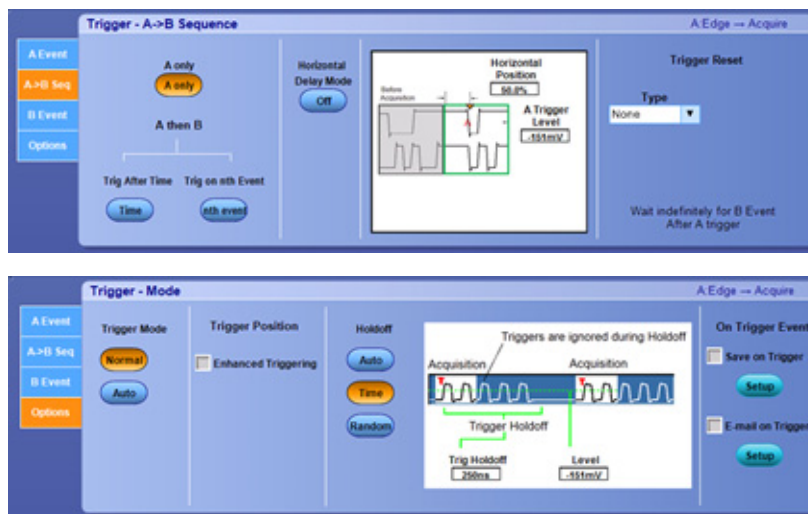 Trigger - A->B Sequence
A:Edge → Acquire
A Event
A->B Seq
B Event
Options
A only
A only
A then B
Trig After Time
Trig on nth Event
Time
nth event
Horizontal
Delay Mode
Off
Before
Acquisition
Horizontal
Position
50.0%
A
A Trigger
Level
-151mV
Trigger Reset
Type
None
Wait indefinitely for B Event
After A trigger
Trigger - Mode
A:Edge → Acquire
A Event
A->B Seq
B Event
Options
Trigger Mode
Normal
Auto
Trigger Position
Enhanced Triggering
Holdoff
Auto
Time
Random
Triggers are ignored during Holdoff
Acquisition
Acquisition
Trigger Holdoff
Trig Holdoff
250ns
Level
-151mV
On Trigger Event
Save on Trigger
Setup
E-mail on Trigger
Setup